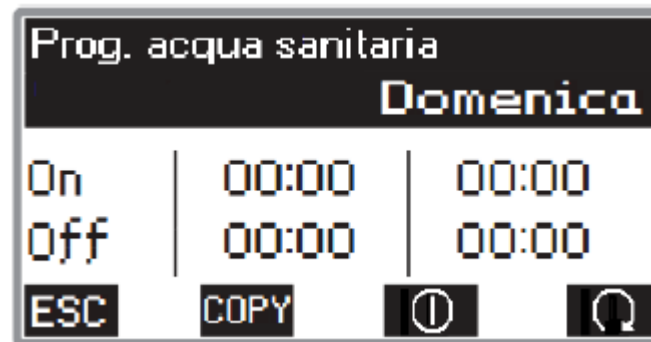 Prog. acqua sanitaria
Domenica
On 00:00 00:00
Off 00:00 00:00
ESC COPY